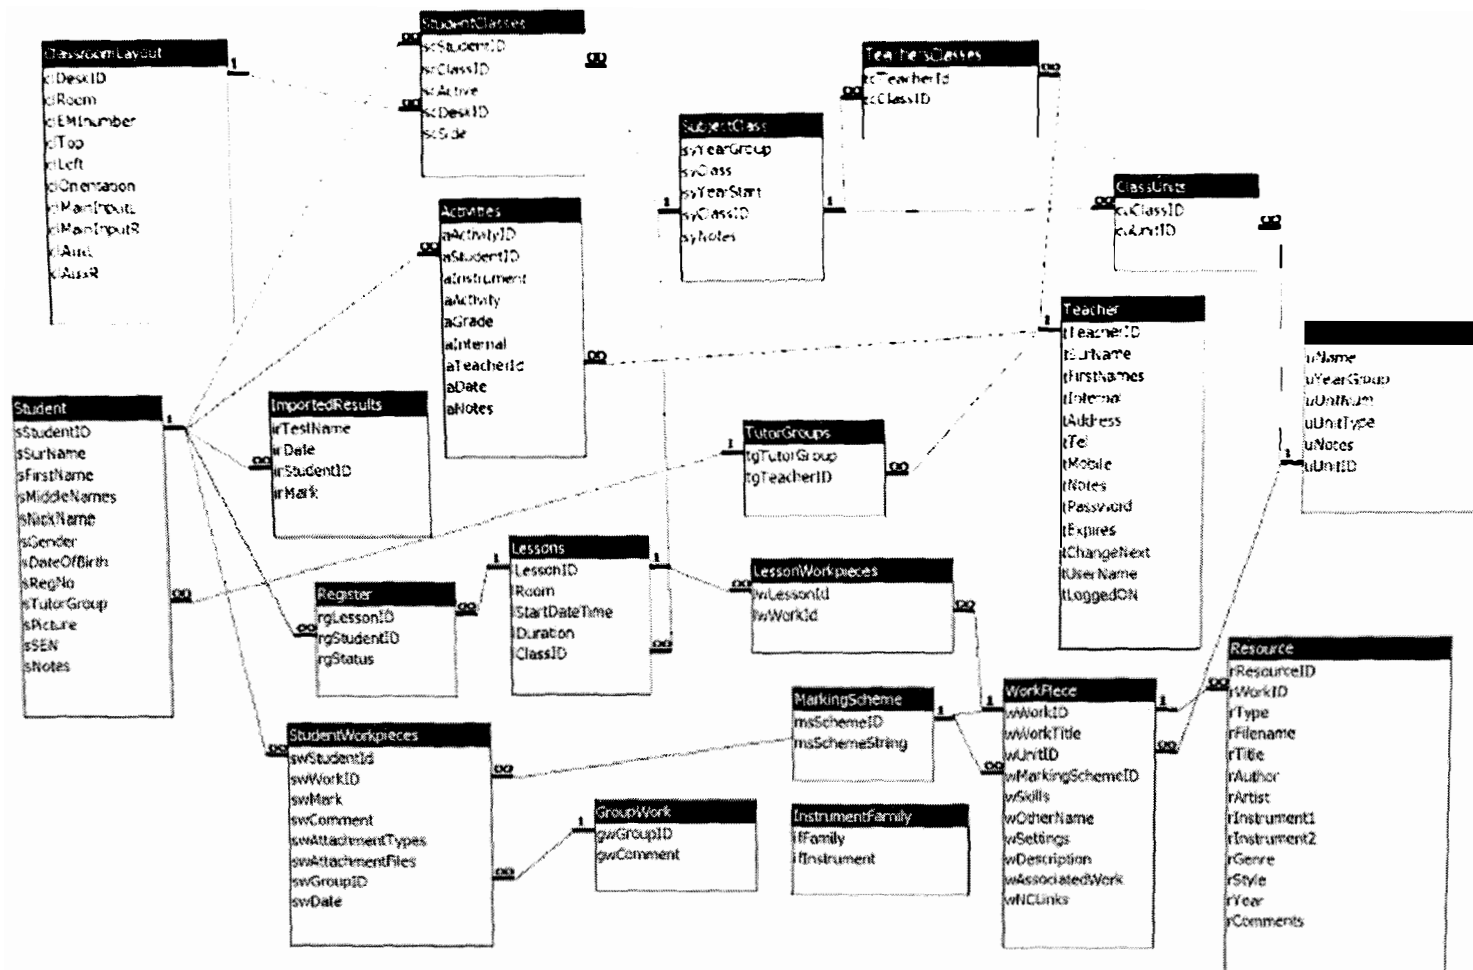 ClassroomLayout
clDeskID
clRoom
clEMInumber
clTop
clLeft
clOrientation
clMainInputL
clMainInputR
clAuxL
clAuxR
StudentClasses
scStudentID
scClassID
scActive
scDeskID
scSide
Activities
aActivityID
aStudentID
aInstrument
aActivity
aGrade
aInternal
aTeacherId
aDate
aNotes
SubjectClass
syYearGroup
syClass
syYearStart
syClassID
syNotes
TeachersClasses
tcTeacherId
tcClassID
ClassUnits
cuClassID
cuUnitID
Teacher
tTeacherID
tSurName
tFirstNames
tInternal
tAddress
tTel
tMobile
tNotes
tPassword
tExpires
tChangeNext
tUserName
tLoggedON
uName
uYearGroup
uUnitNum
uUnitType
uNotes
uUnitID
Student
sStudentID
sSurName
sFirstName
sMiddleNames
sNickName
sGender
sDateOfBirth
sRegNo
sTutorGroup
sPicture
sSEN
sNotes
ImportedResults
irTestName
irDate
irStudentID
irMark
TutorGroups
tgTutorGroup
tgTeacherID
Register
rgLessonID
rgStudentID
rgStatus
Lessons
lLessonID
lRoom
lStartDateTime
lDuration
lClassID
LessonWorkpieces
lwLessonId
lwWorkId
StudentWorkpieces
swStudentId
swWorkID
swMark
swComment
swAttachmentTypes
swAttachmentFiles
swGroupID
swDate
GroupWork
gwGroupID
gwComment
MarkingScheme
msSchemeID
msSchemeString
InstrumentFamily
ifFamily
ifInstrument
WorkPiece
wWorkID
wWorkTitle
wUnitID
wMarkingSchemeID
wSkills
wOtherName
wSettings
wDescription
wAssociatedWork
wNCLinks
Resource
rResourceID
rWorkID
rType
rFilename
rTitle
rAuthor
rArtist
rInstrument1
rInstrument2
rGenre
rStyle
rYear
rComments